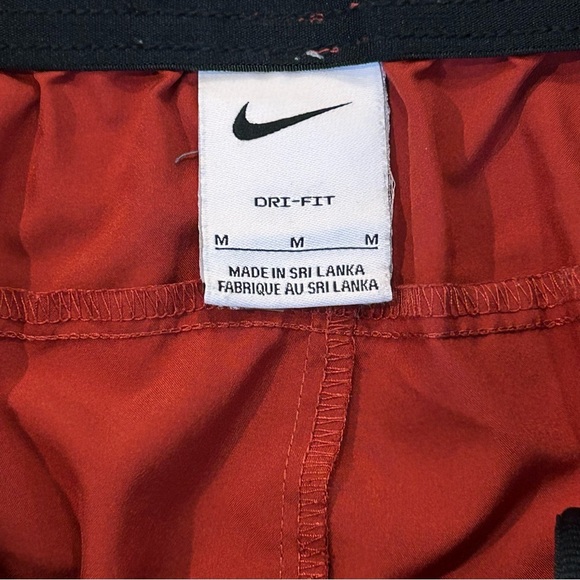 DRI-FIT
M M M
MADE IN SRI LANKA
FABRIQUE AU SRI LANKA